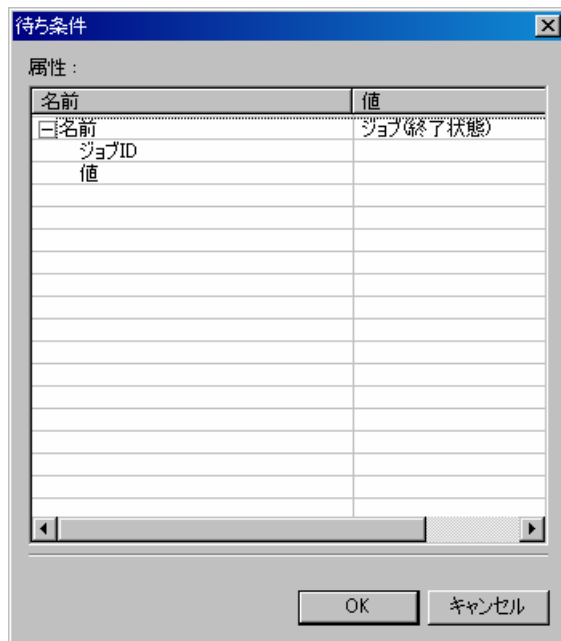 待ち条件
属性：
名前 値
名前 ジョブ(終了状態)
ジョブID
値
OK キャンセル